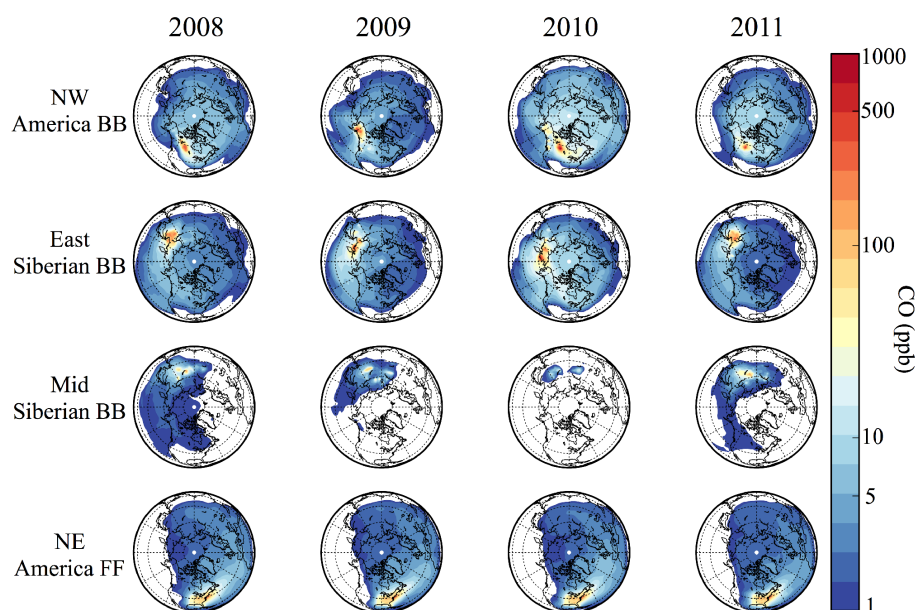 2008 2009 2010 2011
NW
America BB
East
Siberian BB
Mid
Siberian BB
NE
America FF
1000
500
100
10
5
1
CO (ppb)